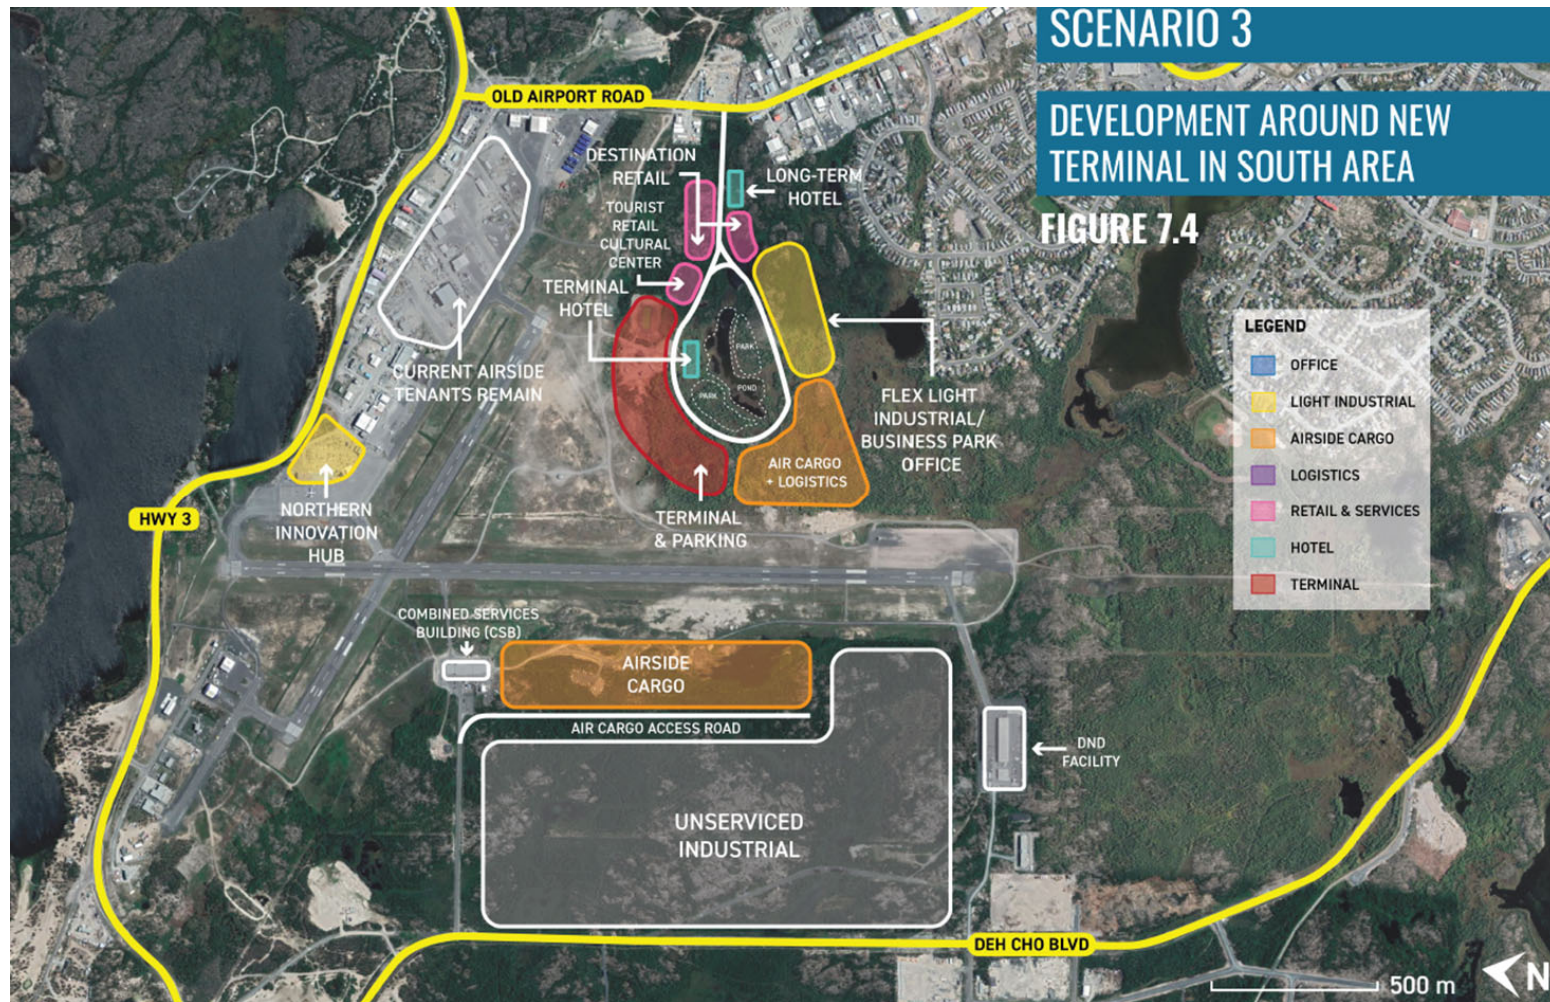 SCENARIO 3
DEVELOPMENT AROUND NEW
TERMINAL IN SOUTH AREA
FIGURE 7.4
OLD AIRPORT ROAD
DESTINATION
RETAIL
LONG-TERM
HOTEL
TOURIST
RETAIL
CULTURAL
CENTER
TERMINAL
HOTEL
CURRENT AIRSIDE
TENANTS REMAIN
PARK
POND
PARK
FLEX LIGHT
INDUSTRIAL/
BUSINESS PARK
OFFICE
AIR CARGO
+ LOGISTICS
TERMINAL
& PARKING
HWY 3
NORTHERN
INNOVATION
HUB
LEGEND
OFFICE
LIGHT INDUSTRIAL
AIRSIDE CARGO
LOGISTICS
RETAIL & SERVICES
HOTEL
TERMINAL
COMBINED SERVICES
BUILDING (CSB)
AIRSIDE
CARGO
AIR CARGO ACCESS ROAD
DND
FACILITY
UNSERVICED
INDUSTRIAL
DEH CHO BLVD
500 m
N